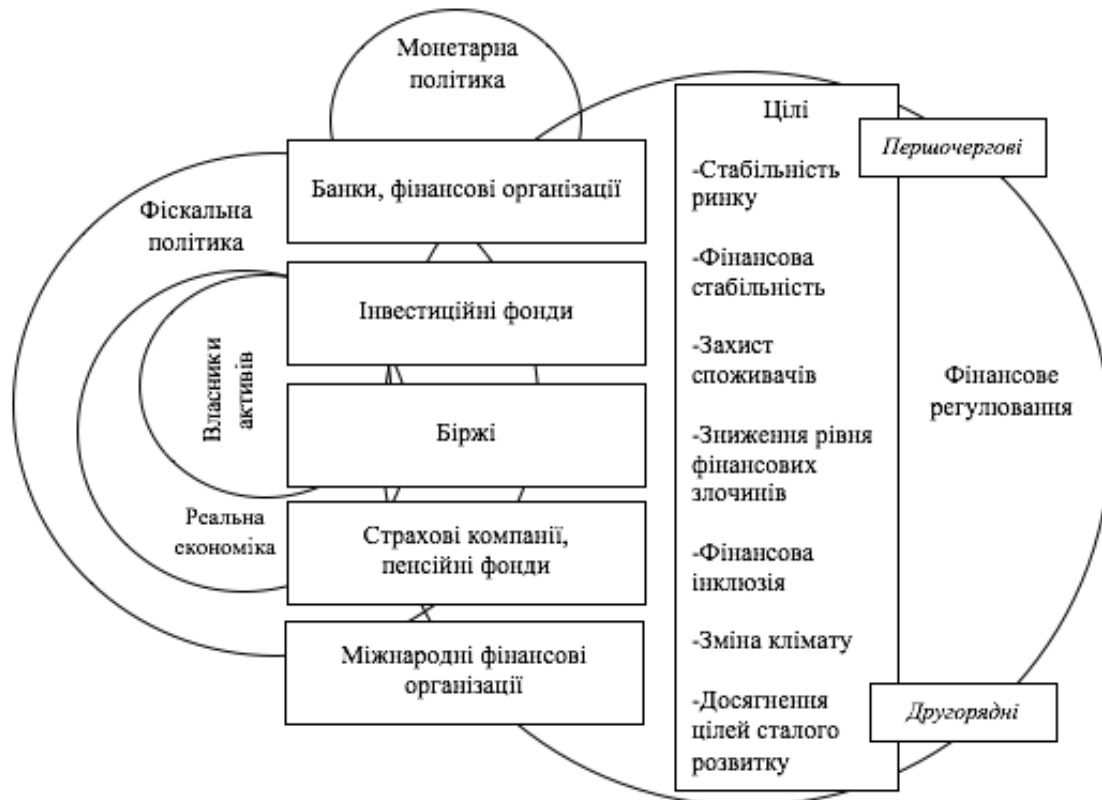 Монетарна
політика
Фіскальна
політика
Власники
активів
Реальна
економіка
Банки, фінансові організації
Інвестиційні фонди
Біржі
Страхові компанії,
пенсійні фонди
Міжнародні фінансові
організації
Цілі
-Стабільність
ринку
-Фінансова
стабільність
-Захист
споживачів
-Зниження рівня
фінансових
злочинів
-Фінансова
інклюзія
-Зміна клімату
-Досягнення
цілей сталого
розвитку
Першочергові
Другорядні
Фінансове
регулювання